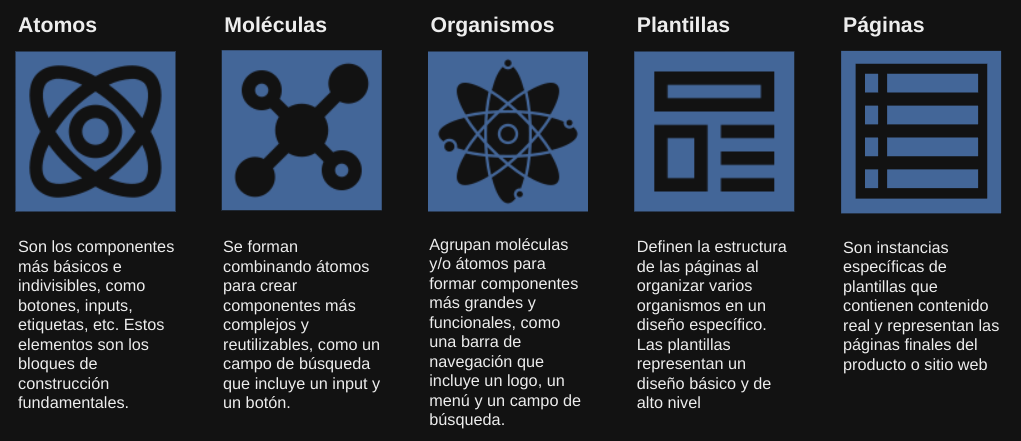 Atomos
Son los componentes
más básicos e
indivisibles, como
botones, inputs,
etiquetas, etc. Estos
elementos son los
bloques de
construcción
fundamentales.
Moléculas
Se forman
combinando átomos
para crear
componentes más
complejos y
reutilizables, como un
campo de búsqueda
que incluye un input y
un botón.
Organismos
Agrupan moléculas
y/o átomos para
formar componentes
más grandes y
funcionales, como
una barra de
navegación que
incluye un logo, un
menú y un campo de
búsqueda.
Plantillas
Definen la estructura
de las páginas al
organizar varios
organismos en un
diseño específico.
Las plantillas
representan un
diseño básico y de
alto nivel
Páginas
Son instancias
específicas de
plantillas que
contienen contenido
real y representan las
páginas finales del
producto o sitio web